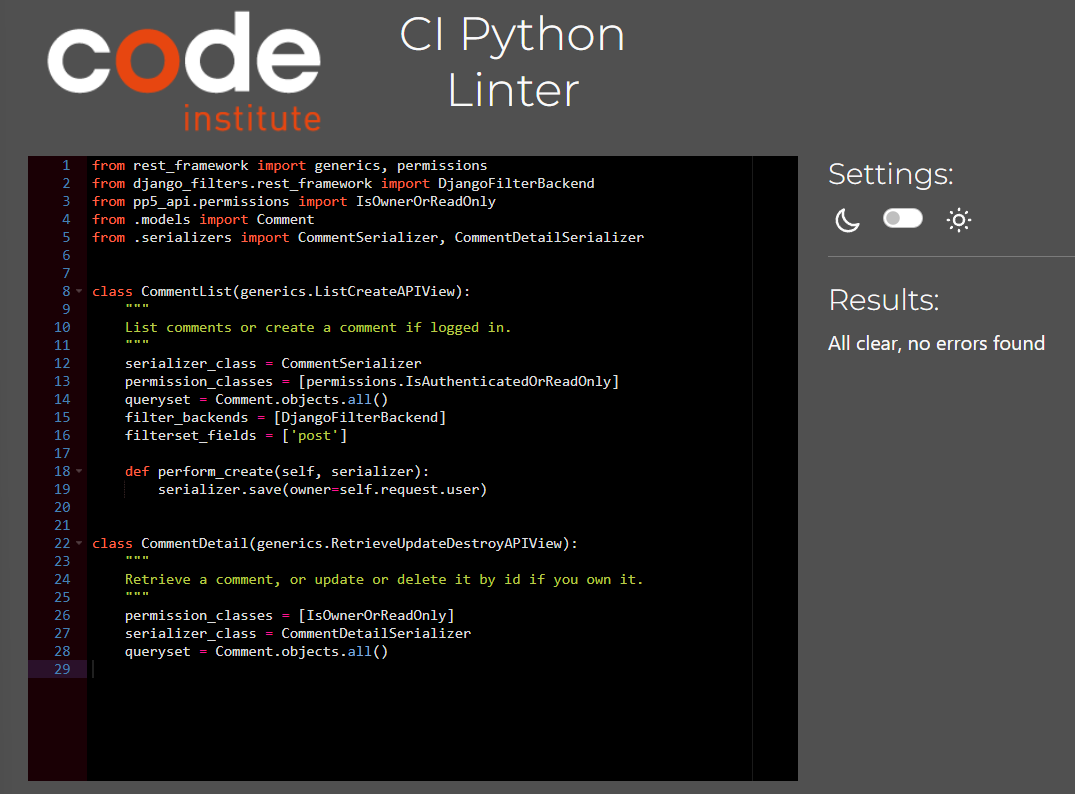 code
institute
CI Python
Linter
1 from rest_framework import generics, permissions
2 from django_filters.rest_framework import DjangoFilterBackend
3 from pp5_api.permissions import IsOwnerOrReadOnly
4 from .models import Comment
5 from .serializers import CommentSerializer, CommentDetailSerializer
6
7
8 class CommentList(generics.ListCreateAPIView):
9     """
10     List comments or create a comment if logged in.
11     """
12     serializer_class = CommentSerializer
13     permission_classes = [permissions.IsAuthenticatedOrReadOnly]
14     queryset = Comment.objects.all()
15     filter_backends = [DjangoFilterBackend]
16     filterset_fields = ['post']
17
18     def perform_create(self, serializer):
19         serializer.save(owner=self.request.user)
20
21
22 class CommentDetail(generics.RetrieveUpdateDestroyAPIView):
23     """
24     Retrieve a comment, or update or delete it by id if you own it.
25     """
26     permission_classes = [IsOwnerOrReadOnly]
27     serializer_class = CommentDetailSerializer
28     queryset = Comment.objects.all()
29
Settings:
Results:
All clear, no errors found